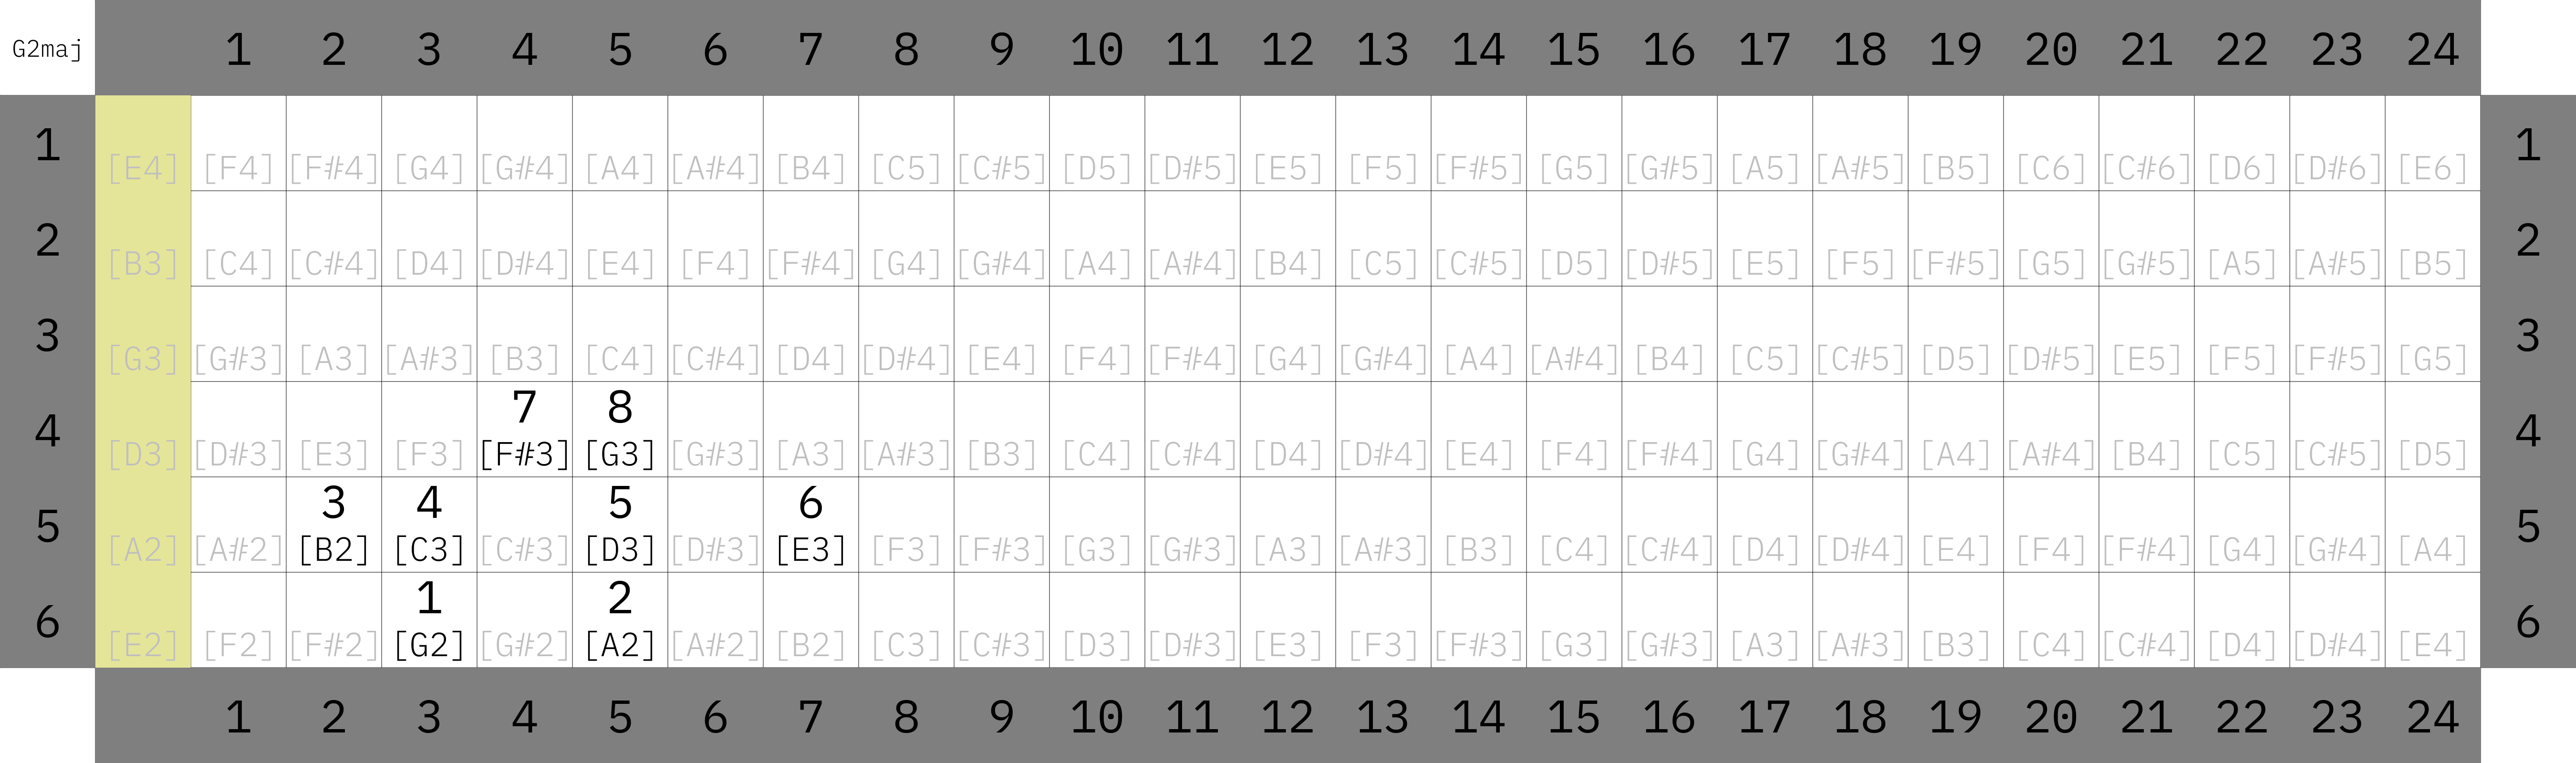 G2maj 1 2 3 4 5 6 7 8 9 10 11 12 13 14 15 16 17 18 19 20 21 22 23 24
1 [E4] [F4] [F#4] [G4] [G#4] [A4] [A#4] [B4] [C5] [C#5] [D5] [D#5] [E5] [F5] [F#5] [G5] [G#5] [A5] [A#5] [B5] [C6] [C#6] [D6] [D#6] [E6] 1
2 [B3] [C4] [C#4] [D4] [D#4] [E4] [F4] [F#4] [G4] [G#4] [A4] [A#4] [B4] [C5] [C#5] [D5] [D#5] [E5] [F5] [F#5] [G5] [G#5] [A5] [A#5] [B5] 2
3 [G3] [G#3] [A3] [A#3] [B3] [C4] [C#4] [D4] [D#4] [E4] [F4] [F#4] [G4] [G#4] [A4] [A#4] [B4] [C5] [C#5] [D5] [D#5] [E5] [F5] [F#5] [G5] 3
7 8
4 [D3] [D#3] [E3] [F3] [F#3] [G3] [G#3] [A3] [A#3] [B3] [C4] [C#4] [D4] [D#4] [E4] [F4] [F#4] [G4] [G#4] [A4] [A#4] [B4] [C5] [C#5] [D5] 4
3 4 5 6
5 [A2] [A#2] [B2] [C3] [C#3] [D3] [D#3] [E3] [F3] [F#3] [G3] [G#3] [A3] [A#3] [B3] [C4] [C#4] [D4] [D#4] [E4] [F4] [F#4] [G4] [G#4] [A4] 5
1 2
6 [E2] [F2] [F#2] [G2] [G#2] [A2] [A#2] [B2] [C3] [C#3] [D3] [D#3] [E3] [F3] [F#3] [G3] [G#3] [A3] [A#3] [B3] [C4] [C#4] [D4] [D#4] [E4] 6
1 2 3 4 5 6 7 8 9 10 11 12 13 14 15 16 17 18 19 20 21 22 23 24